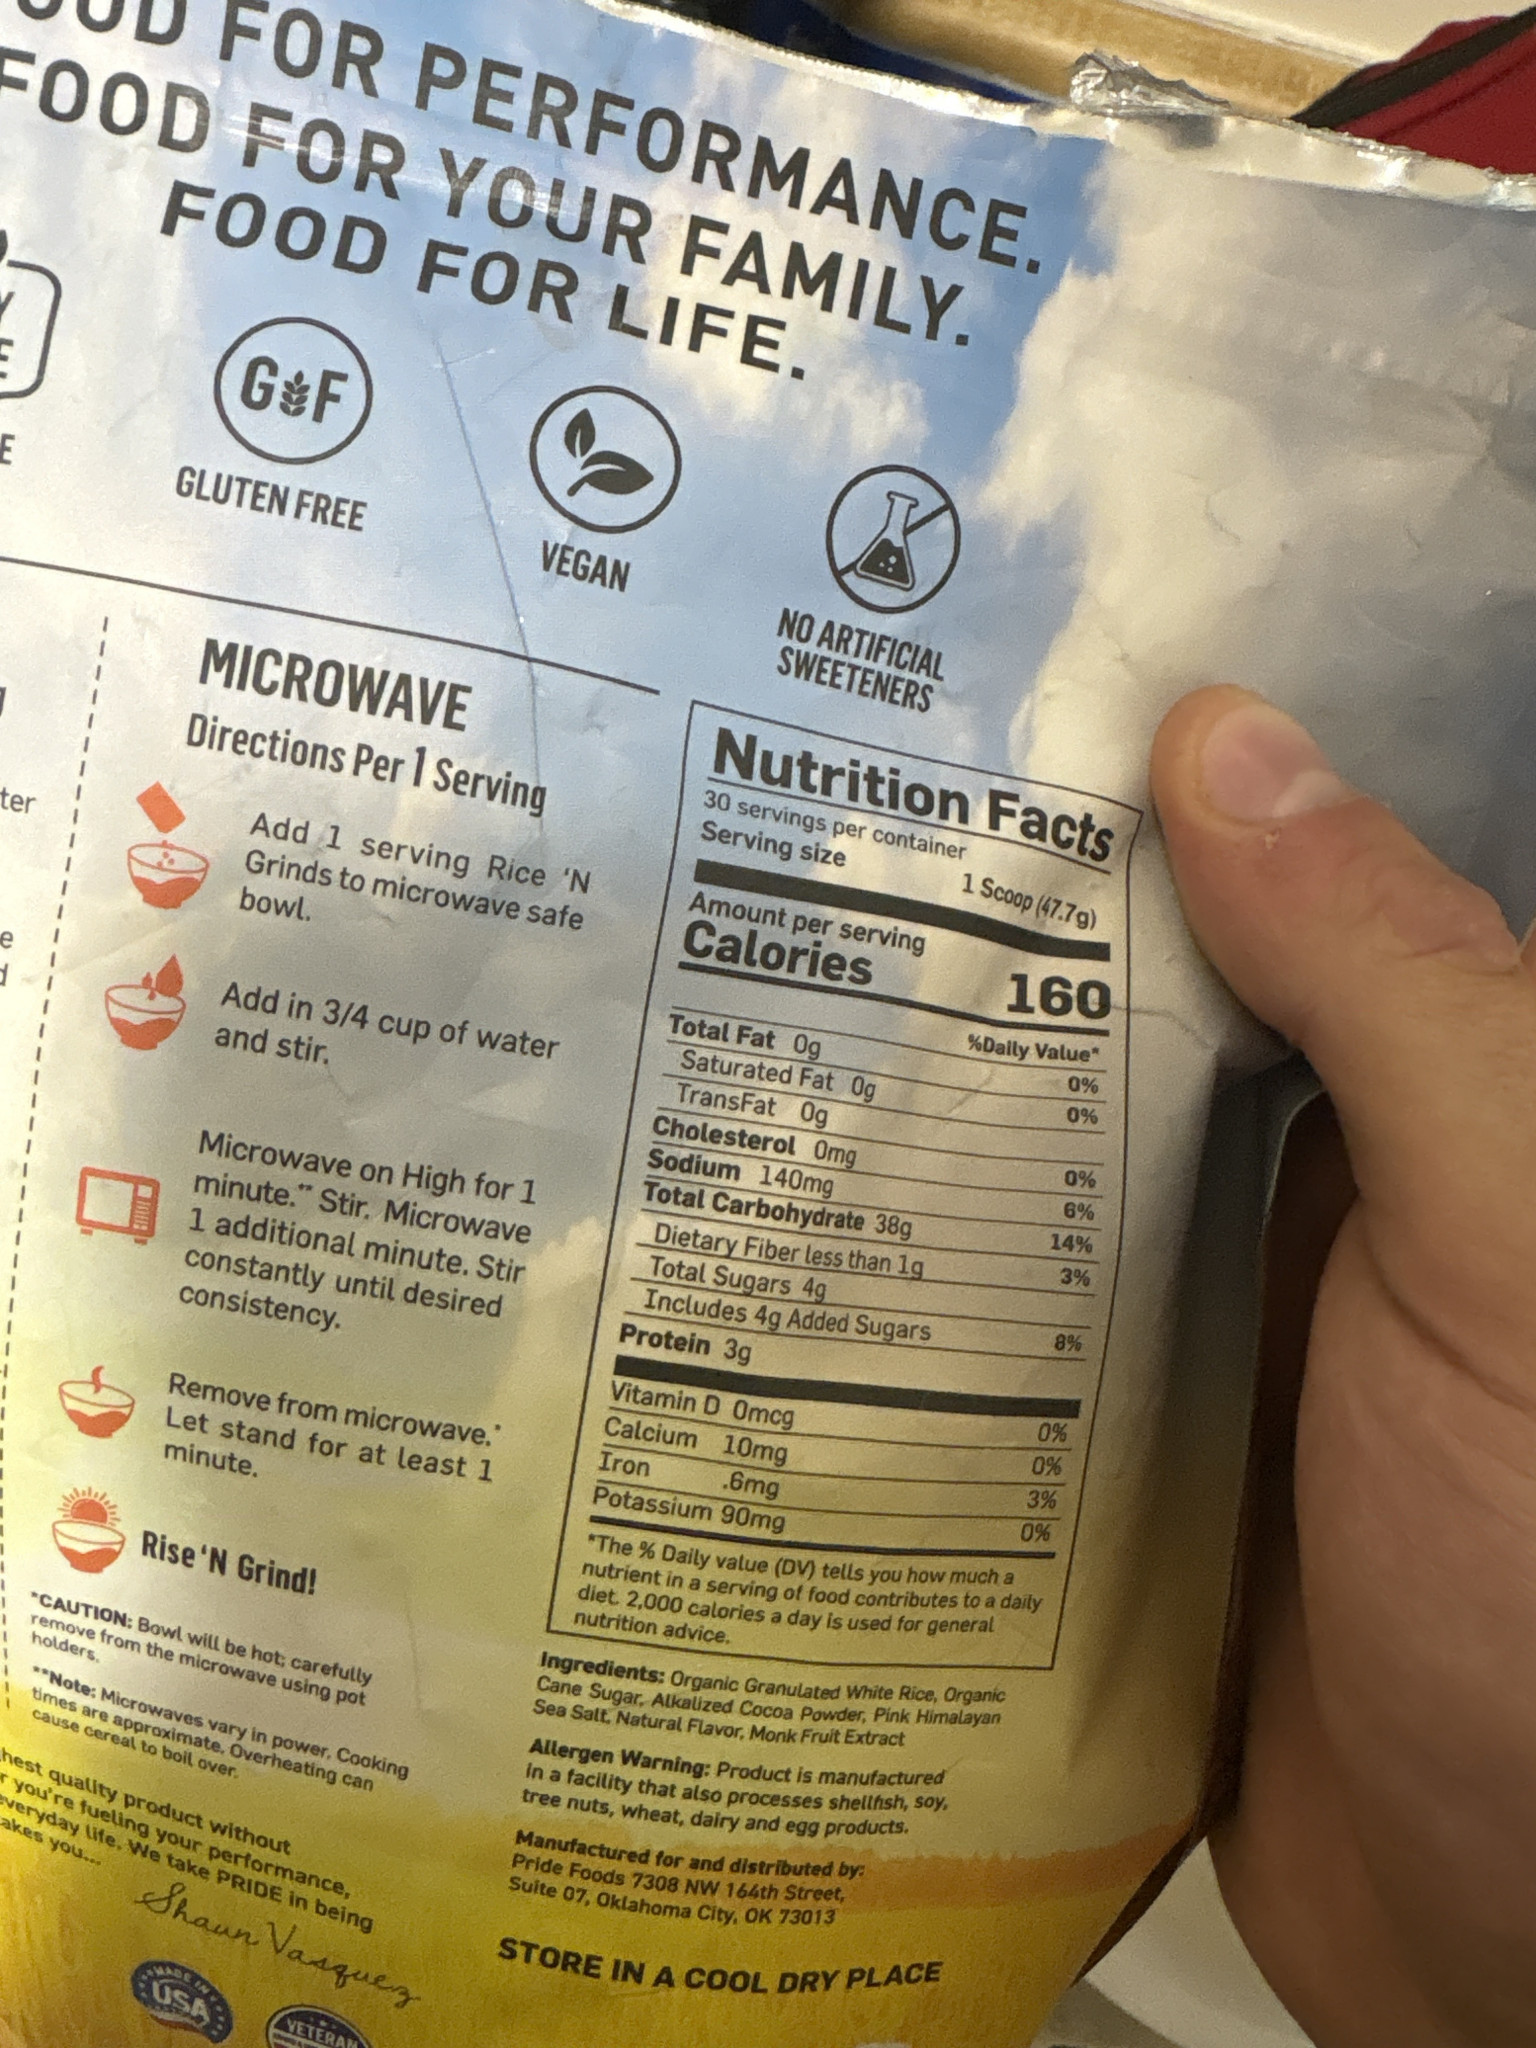 FOR PERFORMANCE.
FOOD FOR YOUR FAMILY.
FOOD FOR LIFE.
GF
GLUTEN FREE
VEGAN
NO ARTIFICIAL
SWEETENERS
MICROWAVE
Directions Per 1 Serving
Add 1 serving Rice 'N
Grinds to microwave safe
bowl.
Add in 3/4 cup of water
and stir.
Microwave on High for 1
minute.** Stir. Microwave
1 additional minute. Stir
constantly until desired
consistency.
Remove from microwave.*
Let stand for at least 1
minute.
Rise 'N Grind!
*CAUTION: Bowl will be hot; carefully
remove from the microwave using pot
holders.
**Note: Microwaves vary in power. Cooking
times are approximate. Overheating can
cause cereal to boil over.
quality product without
you're fueling your performance,
everyday life. We take PRIDE in being
you...
Shaun Vasquez
MADE IN
USA
VETERAN
Nutrition Facts
30 servings per container
Serving size 1 Scoop (47.7g)
Amount per serving
Calories 160
%Daily Value*
Total Fat 0g 0%
Saturated Fat 0g 0%
TransFat 0g
Cholesterol 0mg 0%
Sodium 140mg 6%
Total Carbohydrate 38g 14%
Dietary Fiber less than 1g 3%
Total Sugars 4g
Includes 4g Added Sugars 8%
Protein 3g
Vitamin D 0mcg 0%
Calcium 10mg 0%
Iron .6mg 3%
Potassium 90mg 0%
*The % Daily value (DV) tells you how much a
nutrient in a serving of food contributes to a daily
diet. 2,000 calories a day is used for general
nutrition advice.
Ingredients: Organic Granulated White Rice, Organic
Cane Sugar, Alkalized Cocoa Powder, Pink Himalayan
Sea Salt, Natural Flavor, Monk Fruit Extract
Allergen Warning: Product is manufactured
in a facility that also processes shellfish, soy,
tree nuts, wheat, dairy and egg products.
Manufactured for and distributed by:
Pride Foods 7308 NW 164th Street,
Suite 07, Oklahoma City, OK 73013
STORE IN A COOL DRY PLACE